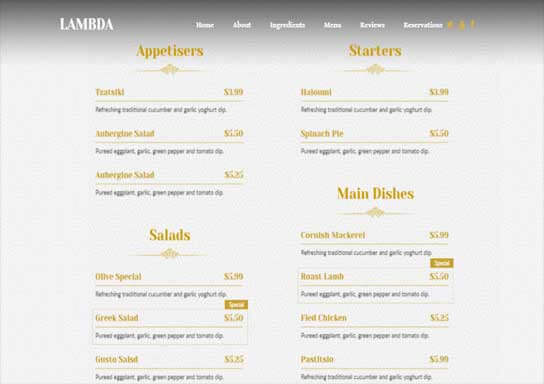 LAMBDA
Home About Ingredients Menu Reviews Reservations
Appetisers
Tzatziki $3.99
Refreshing traditional cucumber and garlic yoghurt dip.
Aubergine Salad $5.50
Pureed eggplant, garlic, green pepper and tomato dip.
Aubergine Salad $5.25
Pureed eggplant, garlic, green pepper and tomato dip.
Salads
Olive Special $5.99
Refreshing traditional cucumber and garlic yoghurt dip.
Special
Greek Salad $5.50
Pureed eggplant, garlic, green pepper and tomato dip.
Gusto Salad $5.25
Pureed eggplant, garlic, green pepper and tomato dip.
Starters
Haloumi $3.99
Refreshing traditional cucumber and garlic yoghurt dip.
Spinach Pie $5.50
Pureed eggplant, garlic, green pepper and tomato dip.
Main Dishes
Cornish Mackerel $5.99
Refreshing traditional cucumber and garlic yoghurt dip.
Special
Roast Lamb $5.50
Pureed eggplant, garlic, green pepper and tomato dip.
Fied Chicken $5.25
Pureed eggplant, garlic, green pepper and tomato dip.
Pastitsio $5.99
Refreshing traditional cucumber and garlic yoghurt dip.